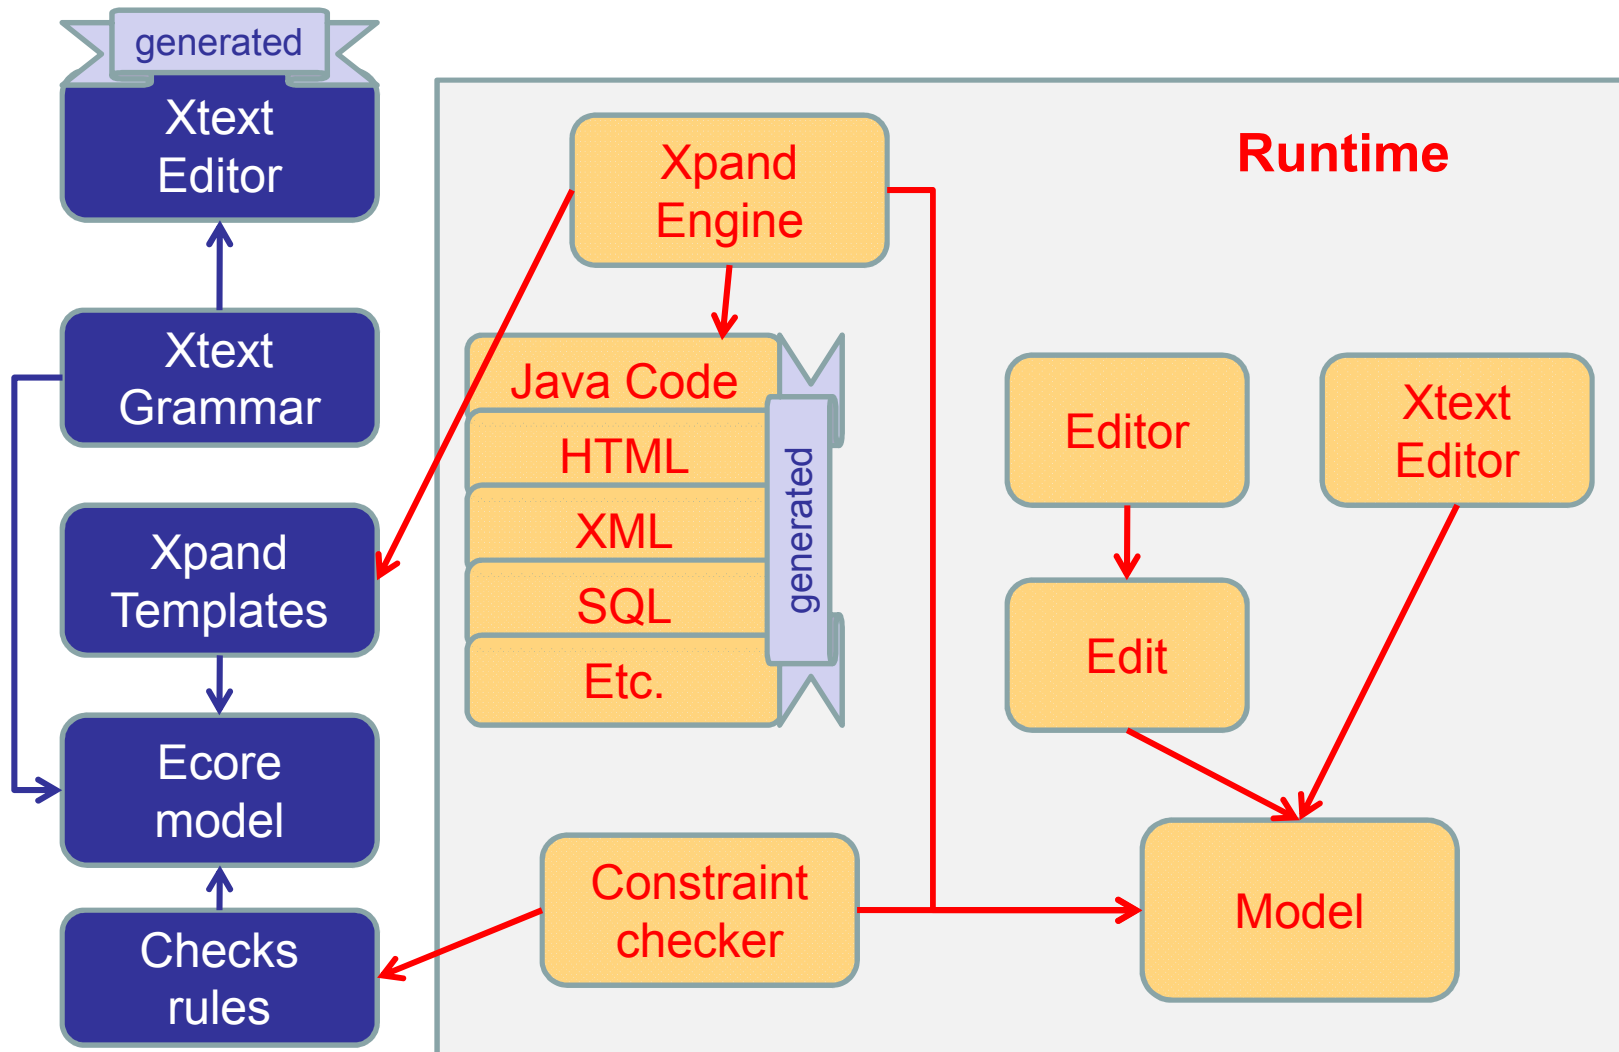 generated
Xtext
Editor
Xtext
Grammar
Xpand
Templates
Ecore
model
Checks
rules
Runtime
Xpand
Engine
Java Code
HTML
XML
SQL
Etc.
generated
Constraint
checker
Editor
Edit
Xtext
Editor
Model